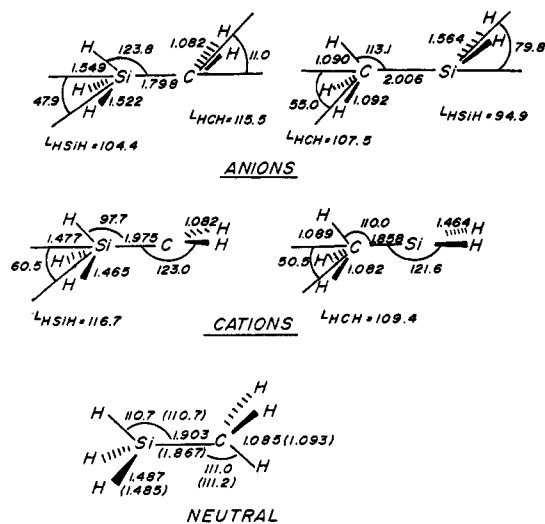 H 123.8 1.082 H H 11.0
1.549 Si 1.798 C
47.9 H H 1.522
∟HSiH = 104.4 ∟HCH = 115.5
H 113.1 1.564 H H 79.8
1.090 C 2.006 Si
55.0 H H 1.092
∟HCH = 107.5 ∟HSiH = 94.9
ANIONS
H 97.7 1.082 H
1.477 Si 1.975 C H
60.5 H H 1.465 123.0
∟HSiH = 116.7
H 110.0 1.464 H
1.089 C 1.858 Si H
50.5 H H 1.082 121.6
∟HCH = 109.4
CATIONS
H 110.7 (110.7) H H
Si 1.903 C 1.085 (1.093)
H (1.867) H
H 1.487 111.0
(1.485) (111.2)
NEUTRAL